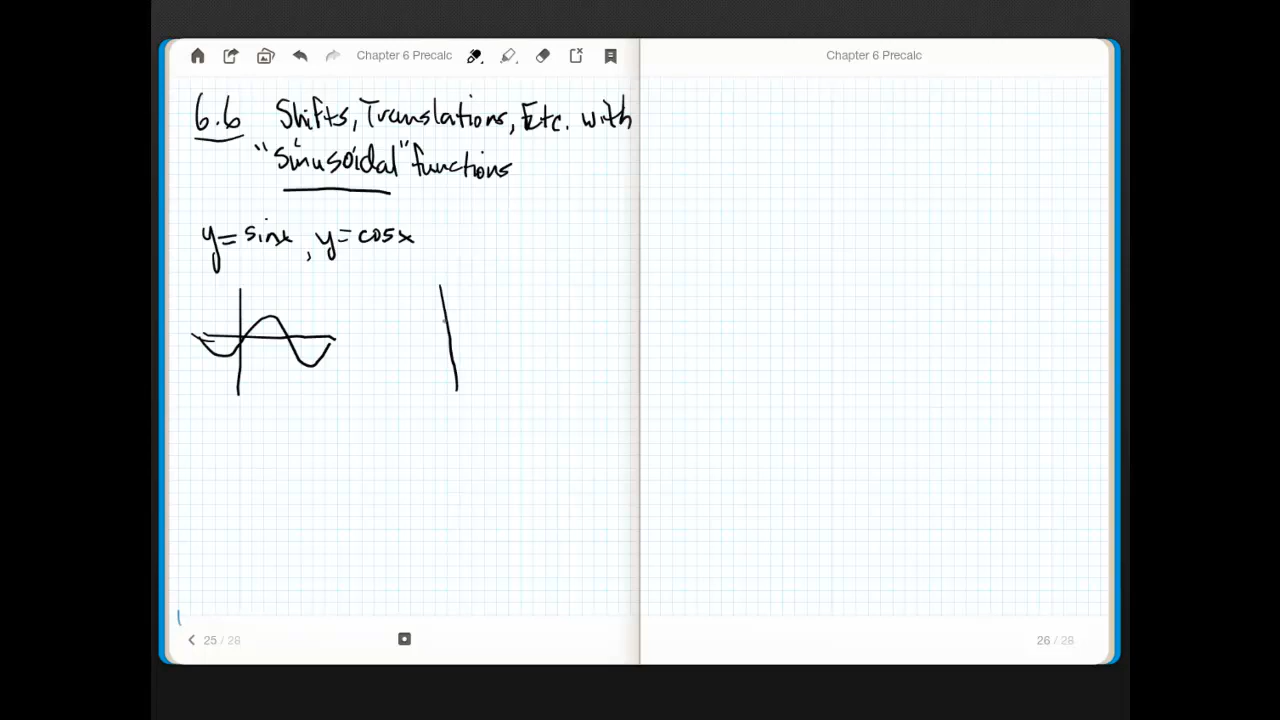 Chapter 6 Precalc
Chapter 6 Precalc
6.6 Shifts, Translations, Etc. with
"Sinusoidal" functions
y = sinx , y = cosx
25 / 28
26 / 28